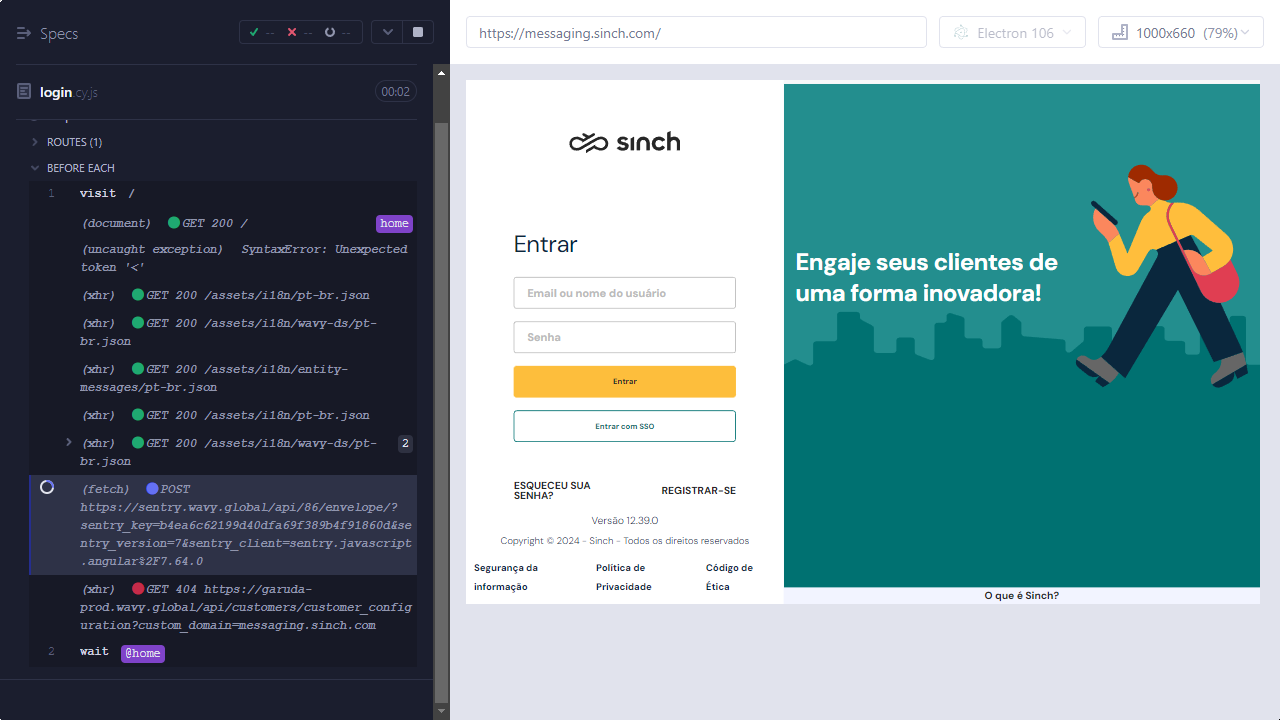 Specs
-- -- --
login.cy.js
00:02
ROUTES (1)
BEFORE EACH
1 visit /
(document) GET 200 / home
(uncaught exception) SyntaxError: Unexpected
token '<'
(xhr) GET 200 /assets/i18n/pt-br.json
(xhr) GET 200 /assets/i18n/wavy-ds/pt-
br.json
(xhr) GET 200 /assets/i18n/entity-
messages/pt-br.json
(xhr) GET 200 /assets/i18n/pt-br.json
(xhr) GET 200 /assets/i18n/wavy-ds/pt- 2
br.json
(fetch) POST
https://sentry.wavy.global/api/86/envelope/?
sentry_key=b4ea6c62199d40dfa69f389b4f91860d&se
ntry_version=7&sentry_client=sentry.javascript
.angular%2F7.64.0
(xhr) GET 404 https://garuda-
prod.wavy.global/api/customers/customer_config
uration?custom_domain=messaging.sinch.com
2 wait @home
https://messaging.sinch.com/
Electron 106
1000x660 (79%)
sinch
Entrar
Email ou nome do usuário
Senha
Entrar
Entrar com SSO
ESQUECEU SUA
SENHA?
REGISTRAR-SE
Versão 12.39.0
Copyright © 2024 - Sinch - Todos os direitos reservados
Segurança da
informação
Política de
Privacidade
Código de
Ética
Engaje seus clientes de
uma forma inovadora!
O que é Sinch?